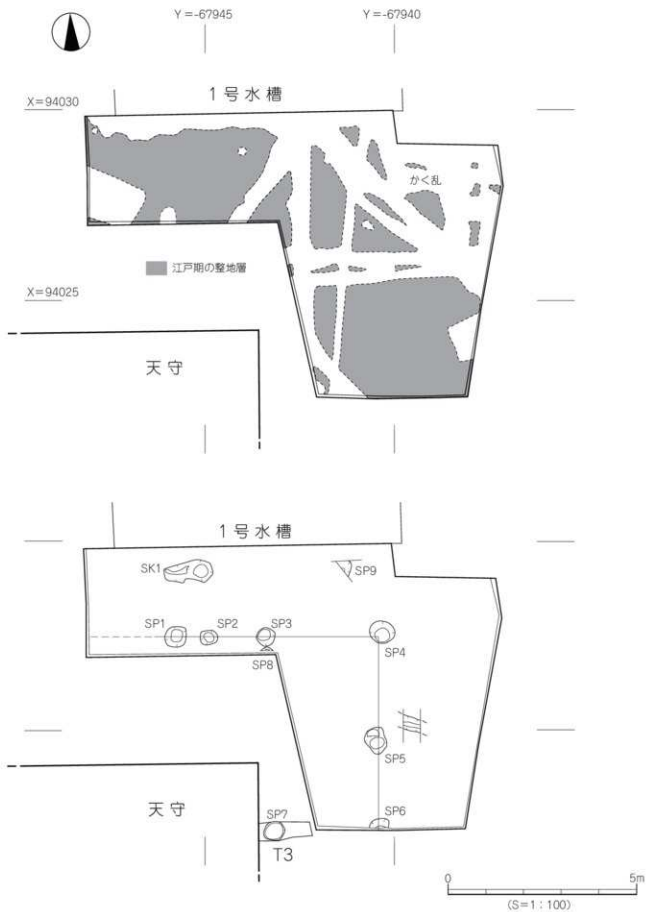 Y=-67945
Y=-67940
X=94030
1号水槽
かく乱
江戸期の整地層
X=94025
天守
1号水槽
SK1
SP9
SP1
SP2
SP3
SP4
SP8
SP5
天守
SP7
SP6
T3
0
5m
(S=1:100)